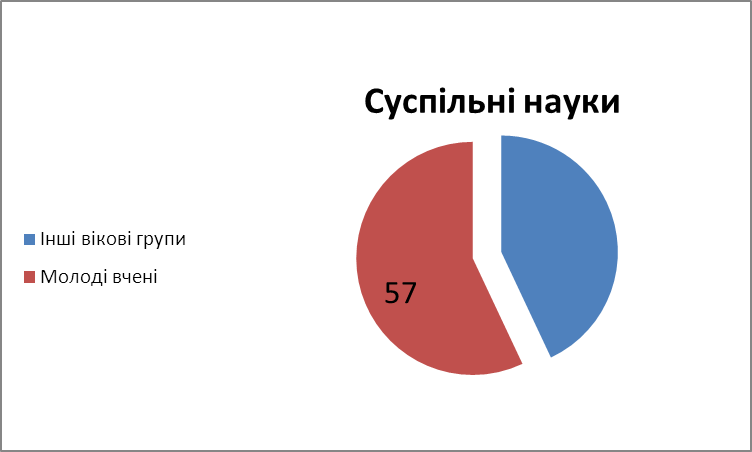 Суспільні науки
Інші вікові групи
Молоді вчені
57